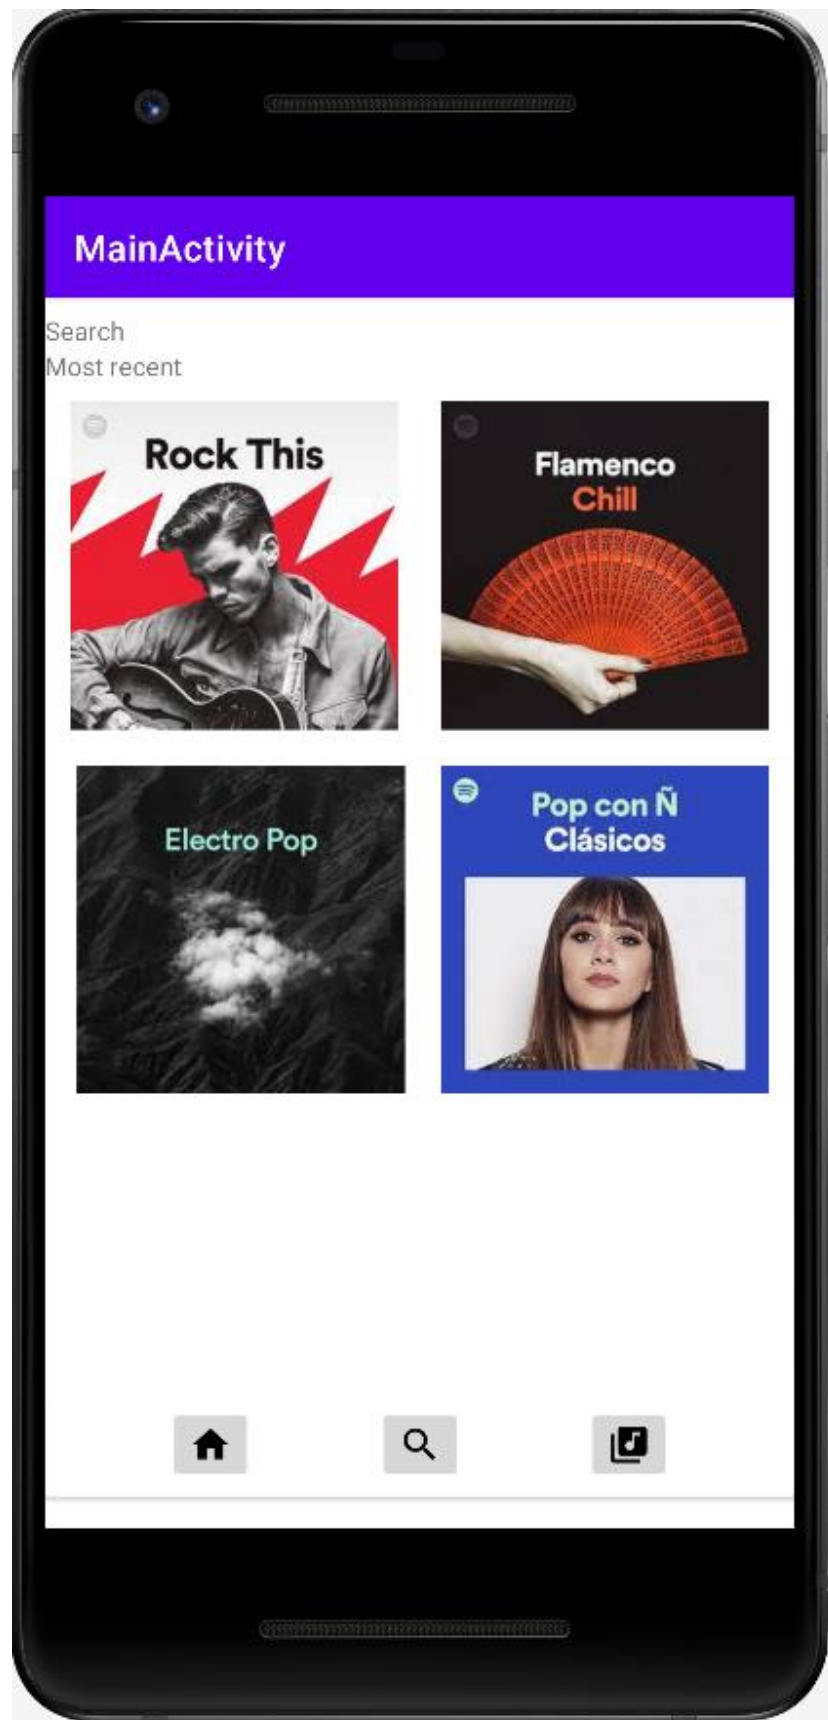 MainActivity
Search
Most recent
Rock This
Flamenco
Chill
Electro Pop
Pop con Ñ
Clásicos